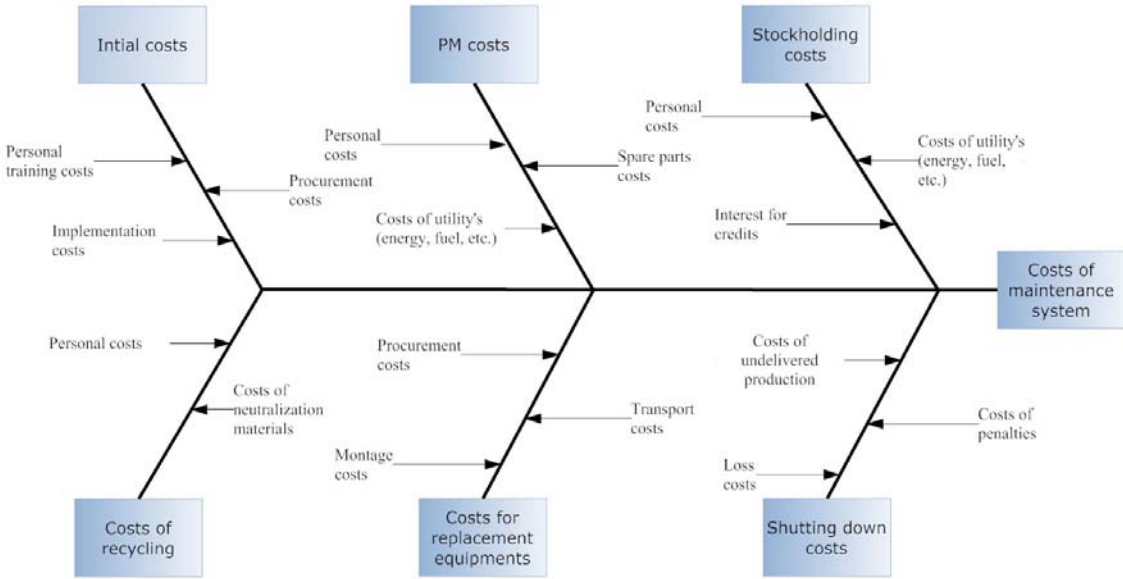 Intial costs
PM costs
Stockholding
costs
Personal
training costs
Procurement
costs
Implementation
costs
Personal
costs
Spare parts
costs
Costs of utility's
(energy, fuel, etc.)
Personal
costs
Costs of utility's
(energy, fuel,
etc.)
Interest for
credits
Costs of
maintenance
system
Personal costs
Costs of
neutralization
materials
Procurement
costs
Transport
costs
Montage
costs
Costs of
undelivered
production
Costs of
penalties
Loss
costs
Costs of
recycling
Costs for
replacement
equipments
Shutting down
costs